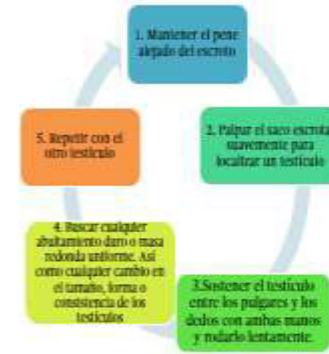 1. Mantener el pene
alejado del escroto
2. Palpar el saco escrotal
suavemente para
localizar un testículo
3.Sostener el testículo
entre los pulgares y los
dedos con ambas manos
y rodarlo lentamente.
4. Buscar cualquier
abultamiento duro o masa
redonda uniforme. Así
como cualquier cambio en
el tamaño, forma o
consistencia de los
testículos
5. Repetir con el
otro testículo